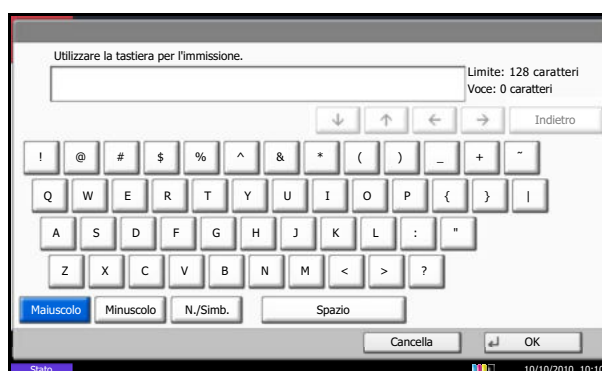 Utilizzare la tastiera per l'immissione.
Limite: 128 caratteri
Voce: 0 caratteri
↓ ↑ ← → Indietro
! @ # $ % ^ & * ( ) _ + ~
Q W E R T Y U I O P { } |
A S D F G H J K L : "
Z X C V B N M < > ?
Maiuscolo Minuscolo N./Simb. Spazio
Cancella OK
Stato 10/10/2010 10:10